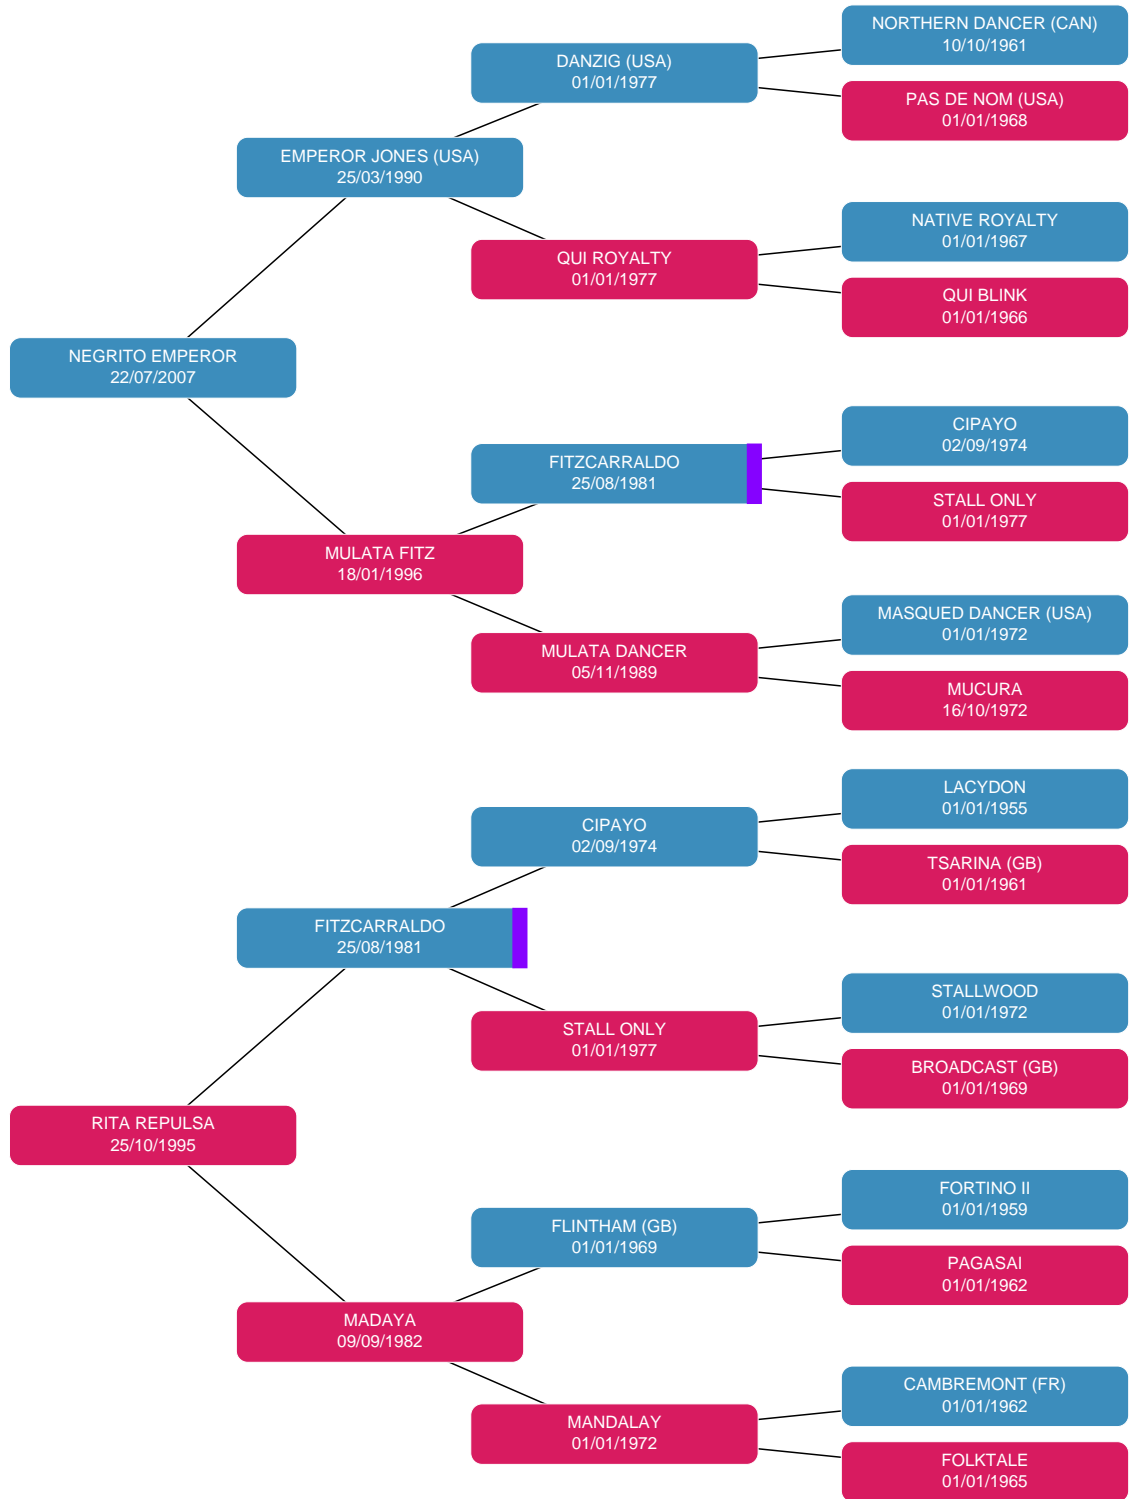 NORTHERN DANCER (CAN)
10/10/1961
DANZIG (USA)
01/01/1977
PAS DE NOM (USA)
01/01/1968
EMPEROR JONES (USA)
25/03/1990
NATIVE ROYALTY
01/01/1967
QUI ROYALTY
01/01/1977
QUI BLINK
01/01/1966
NEGRITO EMPEROR
22/07/2007
CIPAYO
02/09/1974
FITZCARRALDO
25/08/1981
STALL ONLY
01/01/1977
MULATA FITZ
18/01/1996
MASQUED DANCER (USA)
01/01/1972
MULATA DANCER
05/11/1989
MUCURA
16/10/1972
LACYDON
01/01/1955
CIPAYO
02/09/1974
TSARINA (GB)
01/01/1961
FITZCARRALDO
25/08/1981
STALLWOOD
01/01/1972
STALL ONLY
01/01/1977
BROADCAST (GB)
01/01/1969
RITA REPULSA
25/10/1995
FORTINO II
01/01/1959
FLINTHAM (GB)
01/01/1969
PAGASAI
01/01/1962
MADAYA
09/09/1982
CAMBREMONT (FR)
01/01/1962
MANDALAY
01/01/1972
FOLKTALE
01/01/1965